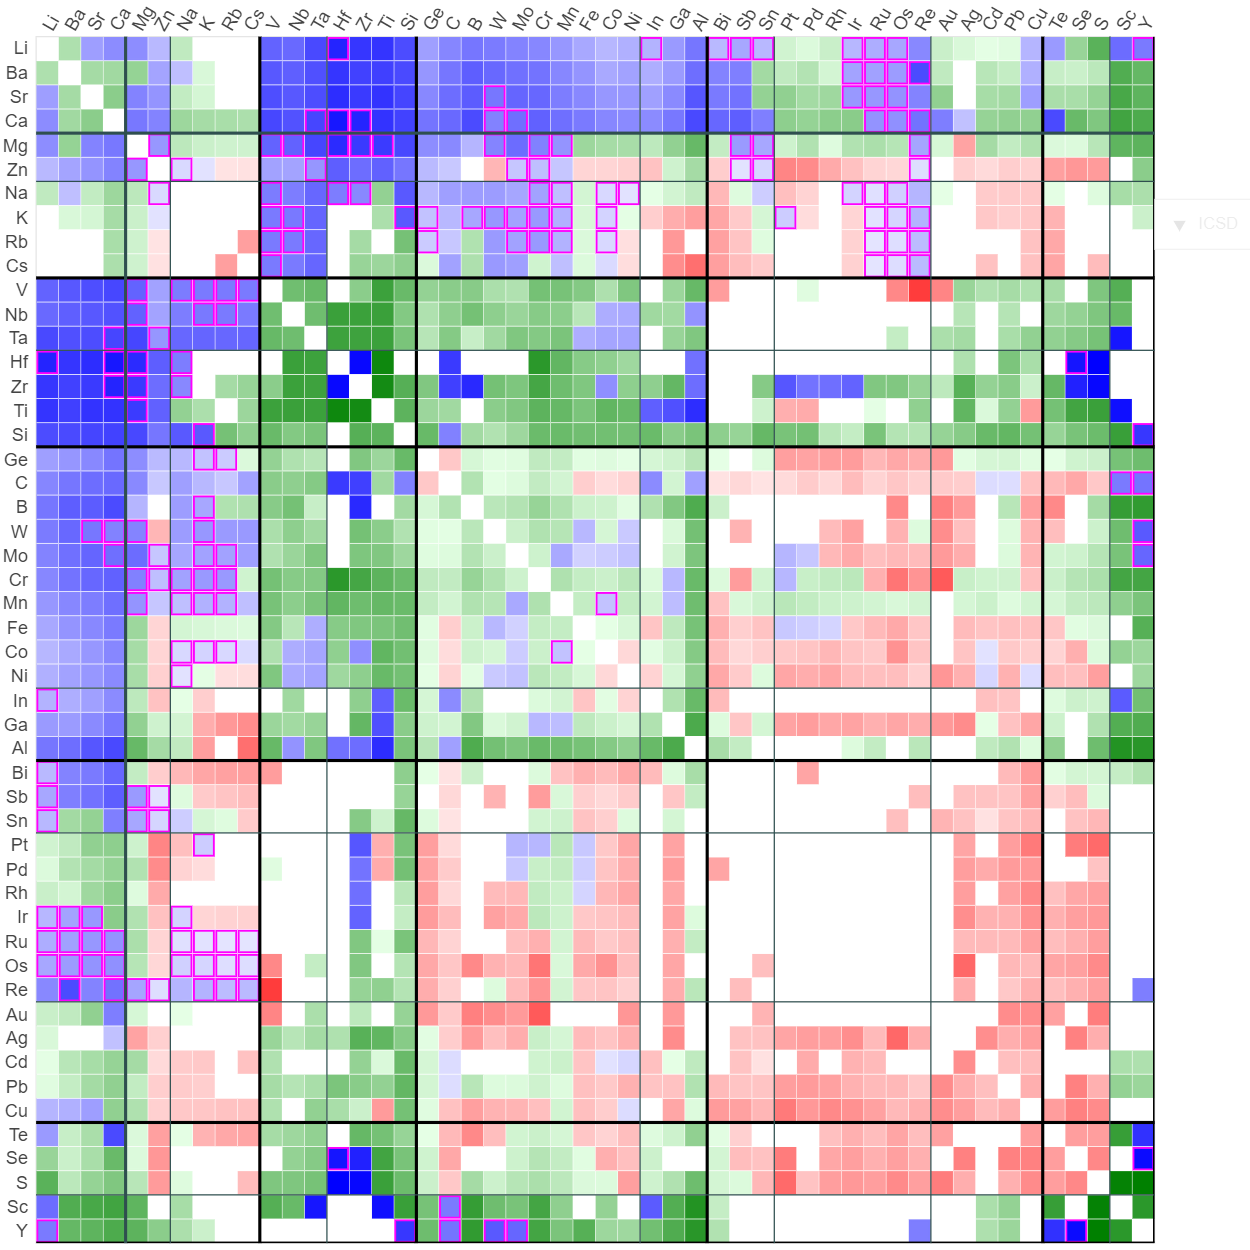 Li Ba Sr Ca Mg Zn Na K Rb Cs V Nb Ta Hf Zr Ti Si Ge C B W Mo Cr Mn Fe Co Ni In Ga Al Bi Sb Sn Pt Pd Rh Ir Ru Os Re Au Ag Cd Pb Cu Te Se S Sc Y
Li
Ba
Sr
Ca
Mg
Zn
Na
K
▼ ICSD
Rb
Cs
V
Nb
Ta
Hf
Zr
Ti
Si
Ge
C
B
W
Mo
Cr
Mn
Fe
Co
Ni
In
Ga
Al
Bi
Sb
Sn
Pt
Pd
Rh
Ir
Ru
Os
Re
Au
Ag
Cd
Pb
Cu
Te
Se
S
Sc
Y